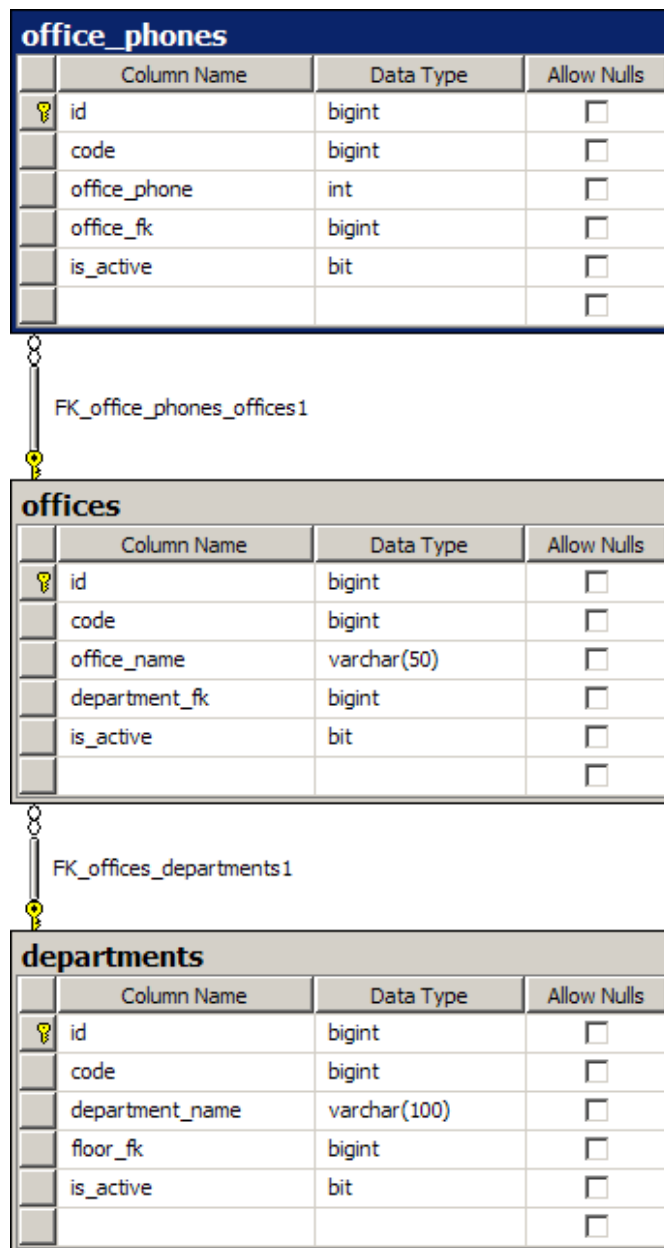 office_phones
Column Name Data Type Allow Nulls
id bigint
code bigint
office_phone int
office_fk bigint
is_active bit
FK_office_phones_offices1
offices
Column Name Data Type Allow Nulls
id bigint
code bigint
office_name varchar(50)
department_fk bigint
is_active bit
FK_offices_departments1
departments
Column Name Data Type Allow Nulls
id bigint
code bigint
department_name varchar(100)
floor_fk bigint
is_active bit